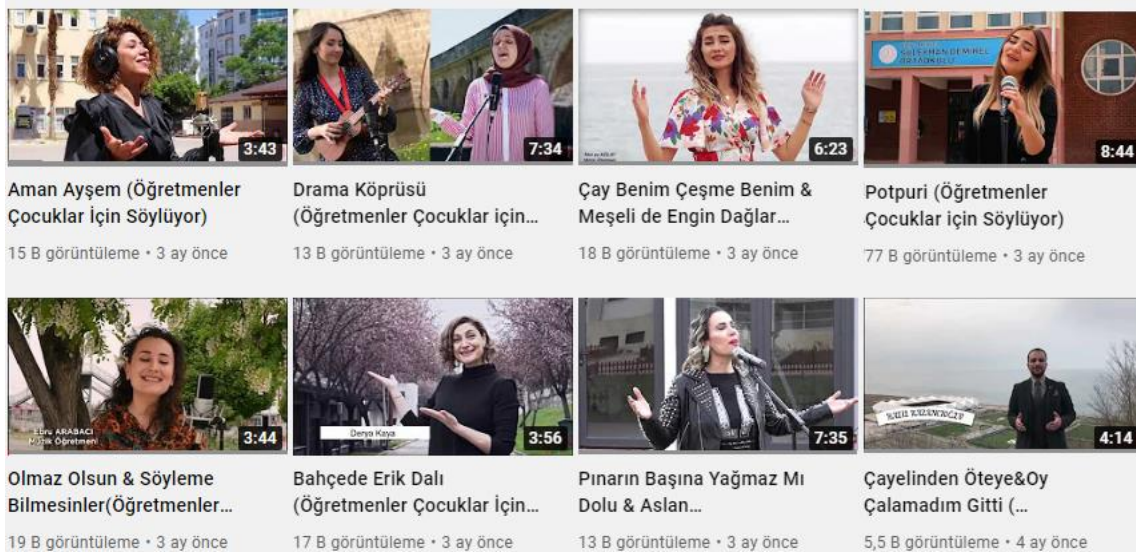 SÜLEYMAN DEMİREL
ORTAOKULU
3:43
7:34
6:23
8:44
Aman Ayşem (Öğretmenler
Çocuklar İçin Söylüyor)
15 B görüntüleme • 3 ay önce
Drama Köprüsü
(Öğretmenler Çocuklar için...
13 B görüntüleme • 3 ay önce
Çay Benim Çeşme Benim &
Meşeli de Engin Dağlar...
18 B görüntüleme • 3 ay önce
Potpuri (Öğretmenler
Çocuklar için Söylüyor)
77 B görüntüleme • 3 ay önce
Ebru ARABACI
Müzik Öğretmeni
3:44
Derya Kaya
3:56
7:35
4:14
Olmaz Olsun & Söyleme
Bilmesinler(Öğretmenler...
19 B görüntüleme • 3 ay önce
Bahçede Erik Dalı
(Öğretmenler Çocuklar İçin...
17 B görüntüleme • 3 ay önce
Pınarın Başına Yağmaz Mı
Dolu & Aslan...
13 B görüntüleme • 3 ay önce
Çayelinden Öteye&Oy
Çalamadım Gitti (...
5,5 B görüntüleme • 4 ay önce